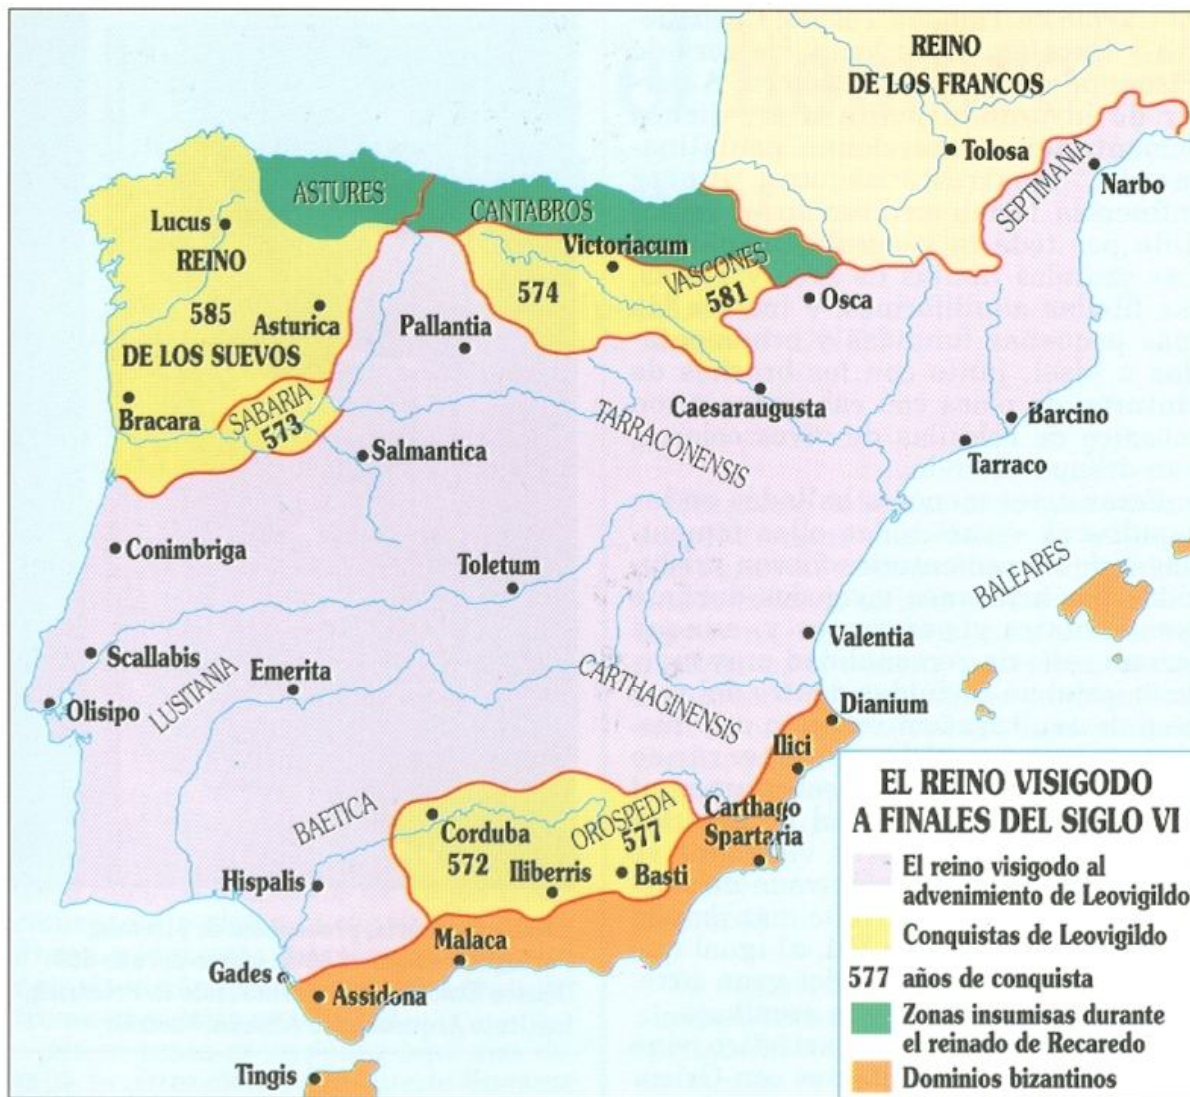 REINO
DE LOS FRANCOS
Tolosa
Narbo
SEPTIMANIA
ASTURES
CANTABROS
Lucus
REINO
585
DE LOS SUEVOS
Asturica
Bracara
SABARIA
573
Victoriacum
VASCONES
581
574
Pallantia
Osca
Caesaraugusta
TARRACONENSIS
Barcino
Tarraco
Salmantica
Conimbriga
Toletum
BALEARES
Scallabis
Emerita
Valentia
Olisipo
LUSITANIA
CARTHAGINENSIS
Dianium
Ilici
BAETICA
Corduba
572
OROSPEDA
577
Carthago
Spartaria
Iliberris
Basti
Hispalis
Malaca
Gades
Assidona
Tingis
EL REINO VISIGODO
A FINALES DEL SIGLO VI
El reino visigodo al
advenimiento de Leovigildo
Conquistas de Leovigildo
577 años de conquista
Zonas insumisas durante
el reinado de Recaredo
Dominios bizantinos